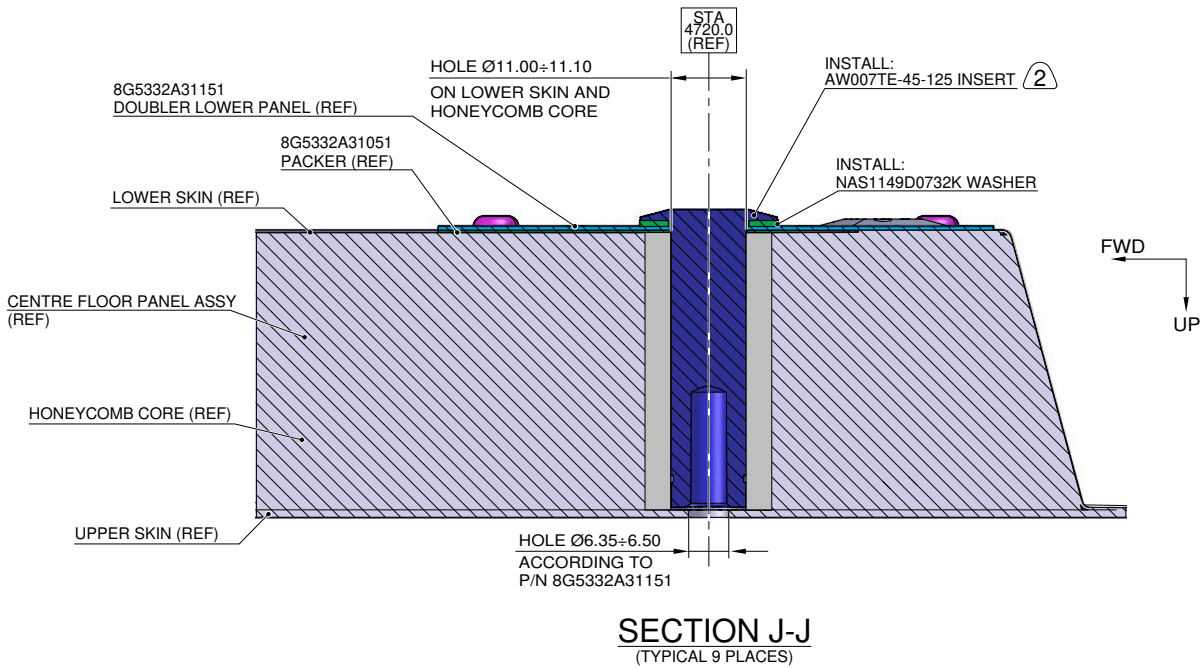 STA
4720.0
(REF)
HOLE Ø11.00÷11.10
ON LOWER SKIN AND
HONEYCOMB CORE
INSTALL:
AW007TE-45-125 INSERT
2
8G5332A31151
DOUBLER LOWER PANEL (REF)
8G5332A31051
PACKER (REF)
INSTALL:
NAS1149D0732K WASHER
LOWER SKIN (REF)
FWD
UP
CENTRE FLOOR PANEL ASSY
(REF)
HONEYCOMB CORE (REF)
UPPER SKIN (REF)
HOLE Ø6.35÷6.50
ACCORDING TO
P/N 8G5332A31151
SECTION J-J
(TYPICAL 9 PLACES)